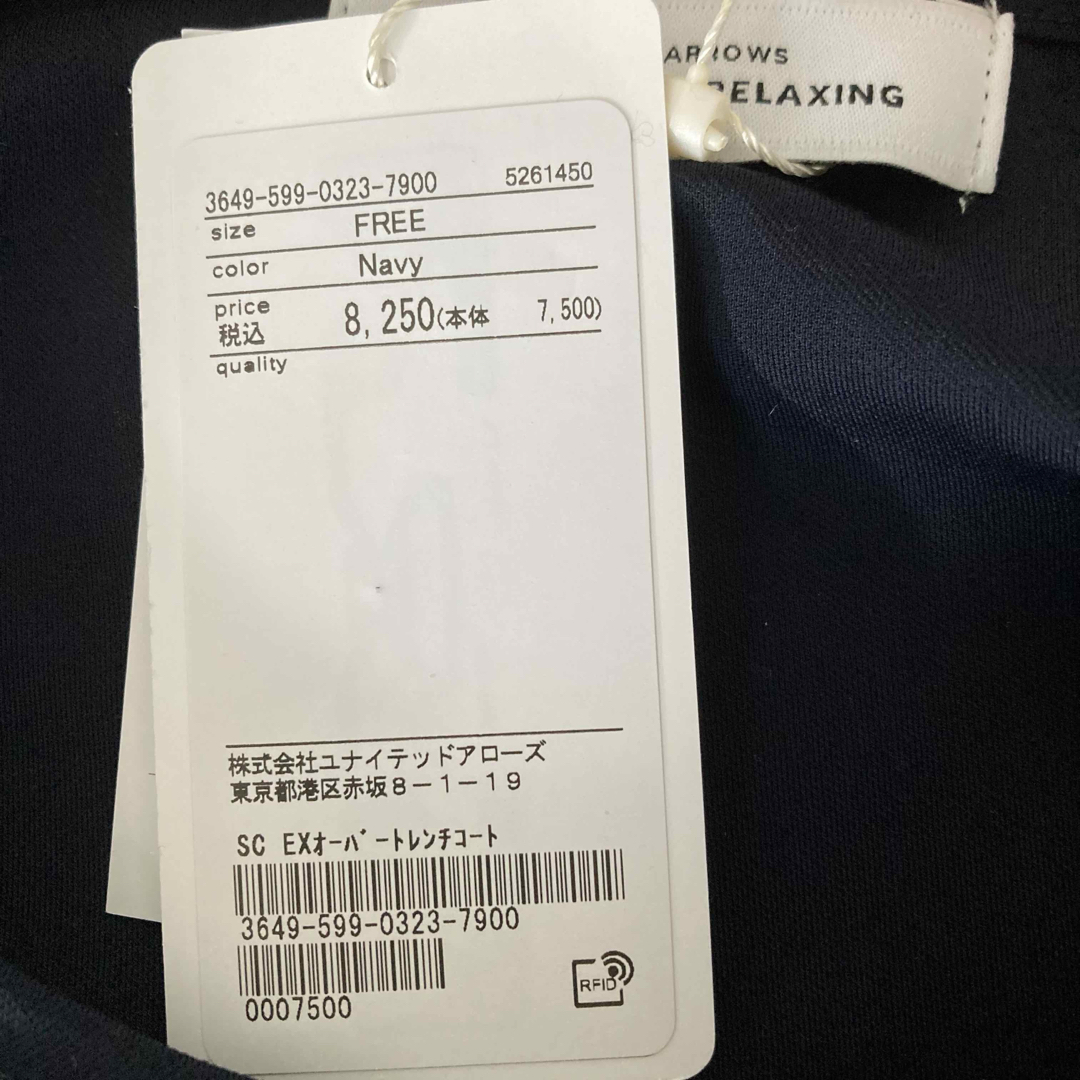 ARROWS
RELAXING
3649-599-0323-7900 5261450
size FREE
color Navy
price
税込 8,250(本体 7,500)
quality
株式会社ユナイテッドアローズ
東京都港区赤坂8-1-19
SC EXオーバートレンチコート
3649-599-0323-7900
0007500
RFID